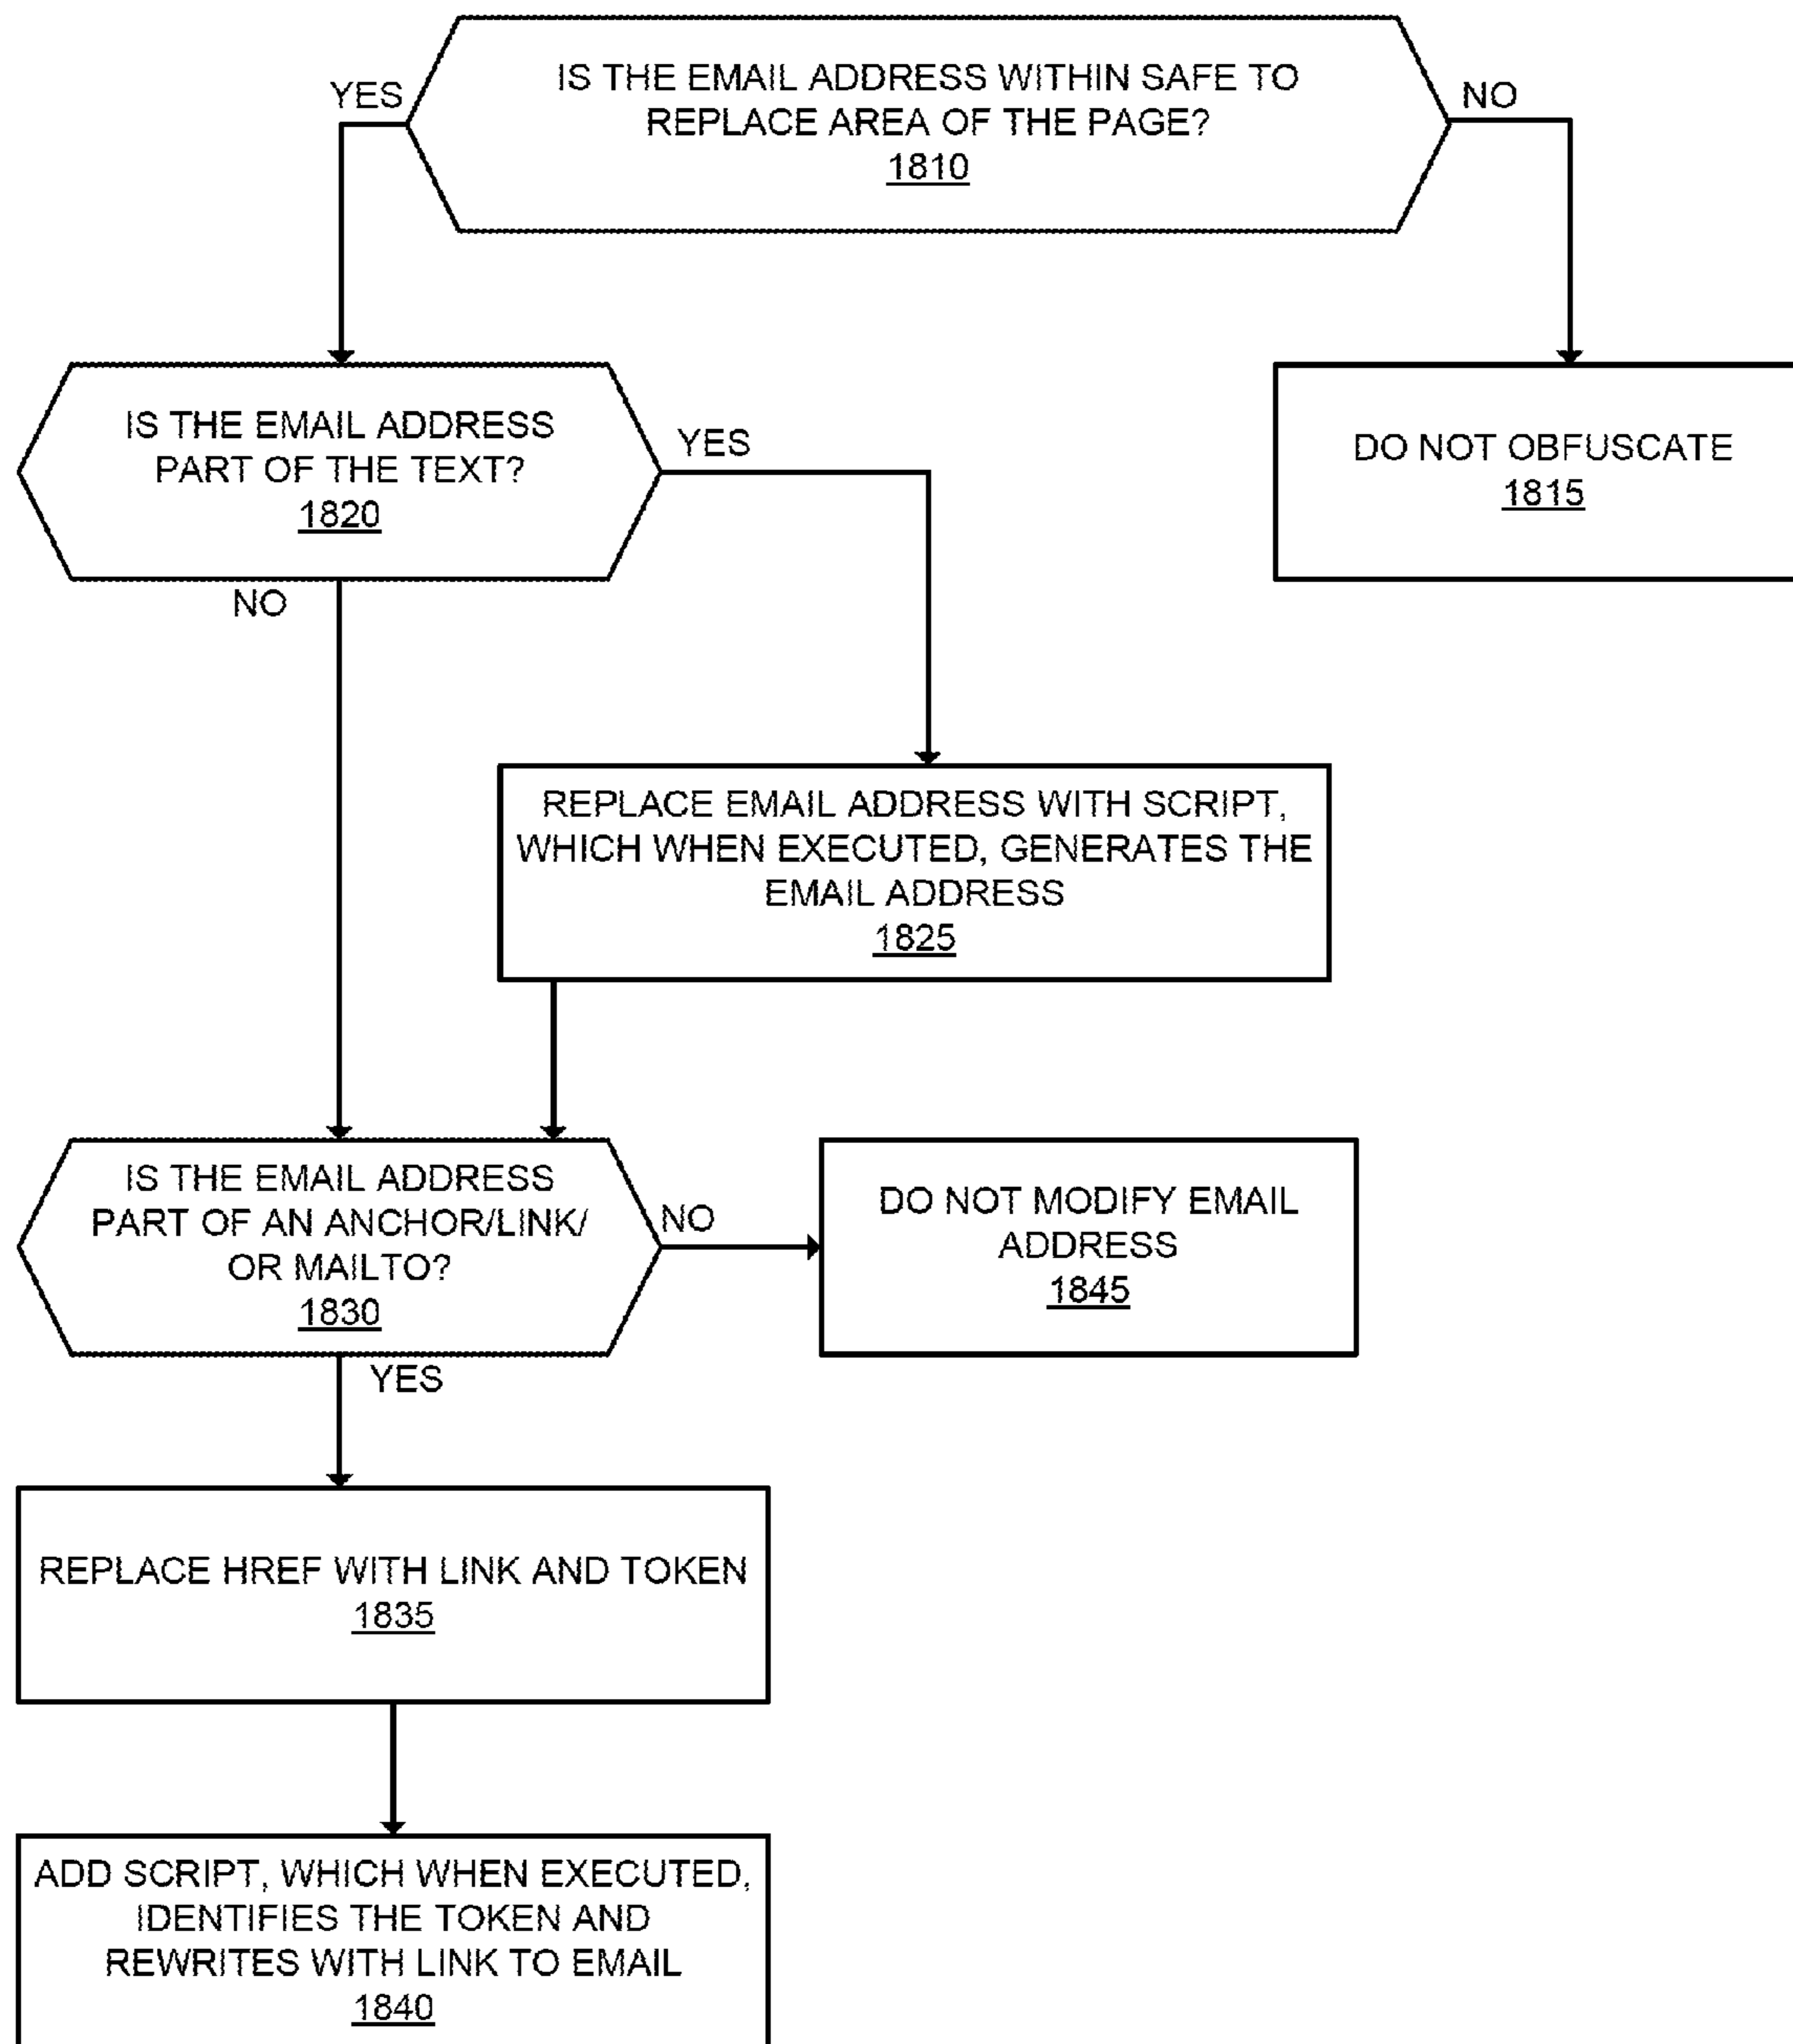 IS THE EMAIL ADDRESS WITHIN SAFE TO
REPLACE AREA OF THE PAGE?
1810
YES
NO
IS THE EMAIL ADDRESS
PART OF THE TEXT?
1820
YES
NO
DO NOT OBFUSCATE
1815
REPLACE EMAIL ADDRESS WITH SCRIPT,
WHICH WHEN EXECUTED, GENERATES THE
EMAIL ADDRESS
1825
IS THE EMAIL ADDRESS
PART OF AN ANCHOR/LINK/
OR MAILTO?
1830
NO
YES
DO NOT MODIFY EMAIL
ADDRESS
1845
REPLACE HREF WITH LINK AND TOKEN
1835
ADD SCRIPT, WHICH WHEN EXECUTED,
IDENTIFIES THE TOKEN AND
REWRITES WITH LINK TO EMAIL
1840